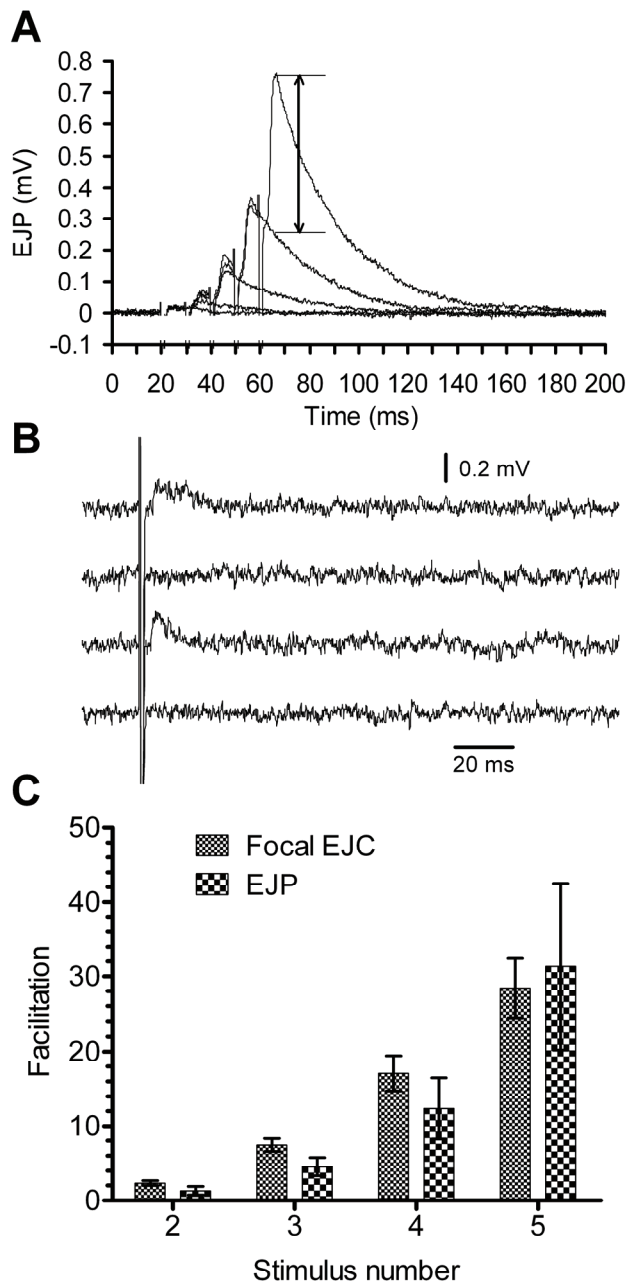 A
0.8
0.7
0.6
0.5
0.4
0.3
0.2
0.1
0
-0.1
EJP (mV)
0 20 40 60 80 100 120 140 160 180 200
Time (ms)
B
0.2 mV
20 ms
C
50
40
30
20
10
0
Facilitation
Focal EJC
EJP
2 3 4 5
Stimulus number